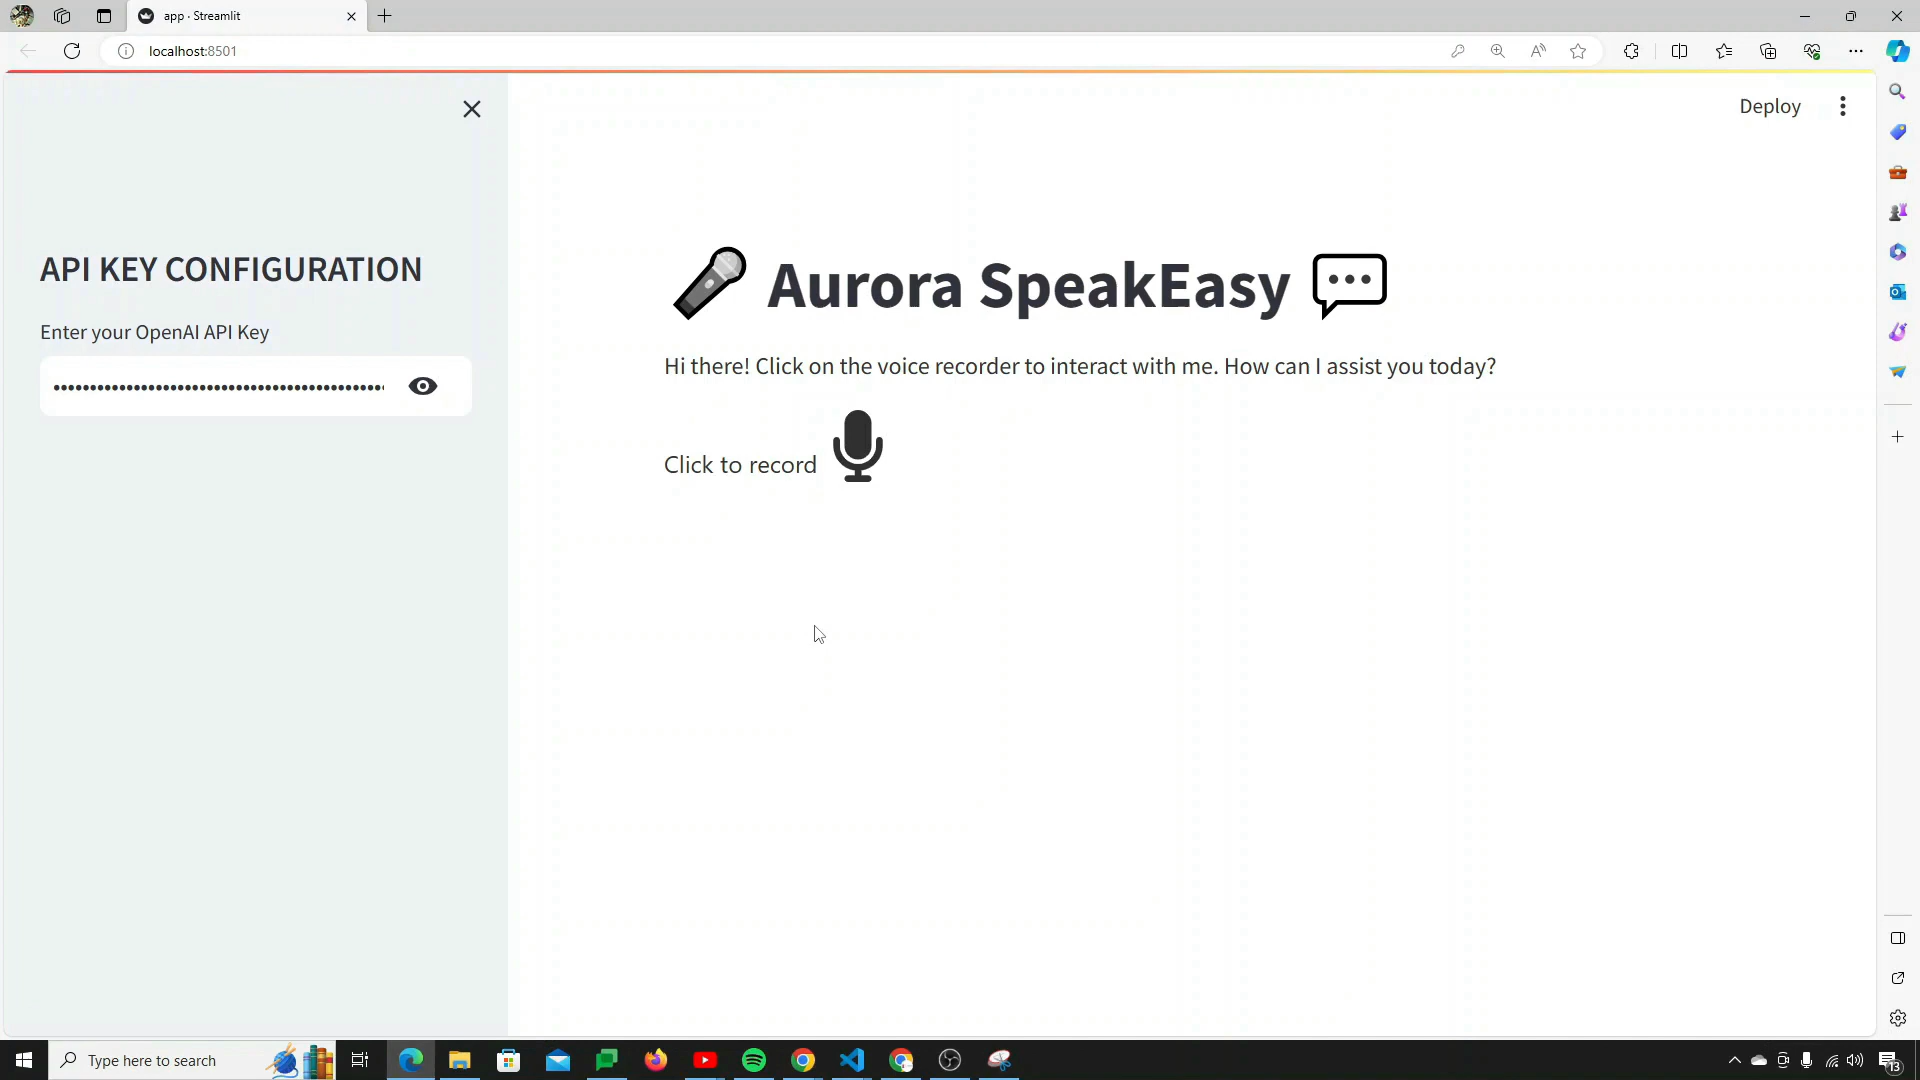 app · Streamlit
localhost:8501
Deploy
API KEY CONFIGURATION
Enter your OpenAI API Key
Aurora SpeakEasy
Hi there! Click on the voice recorder to interact with me. How can I assist you today?
Click to record
Type here to search
13